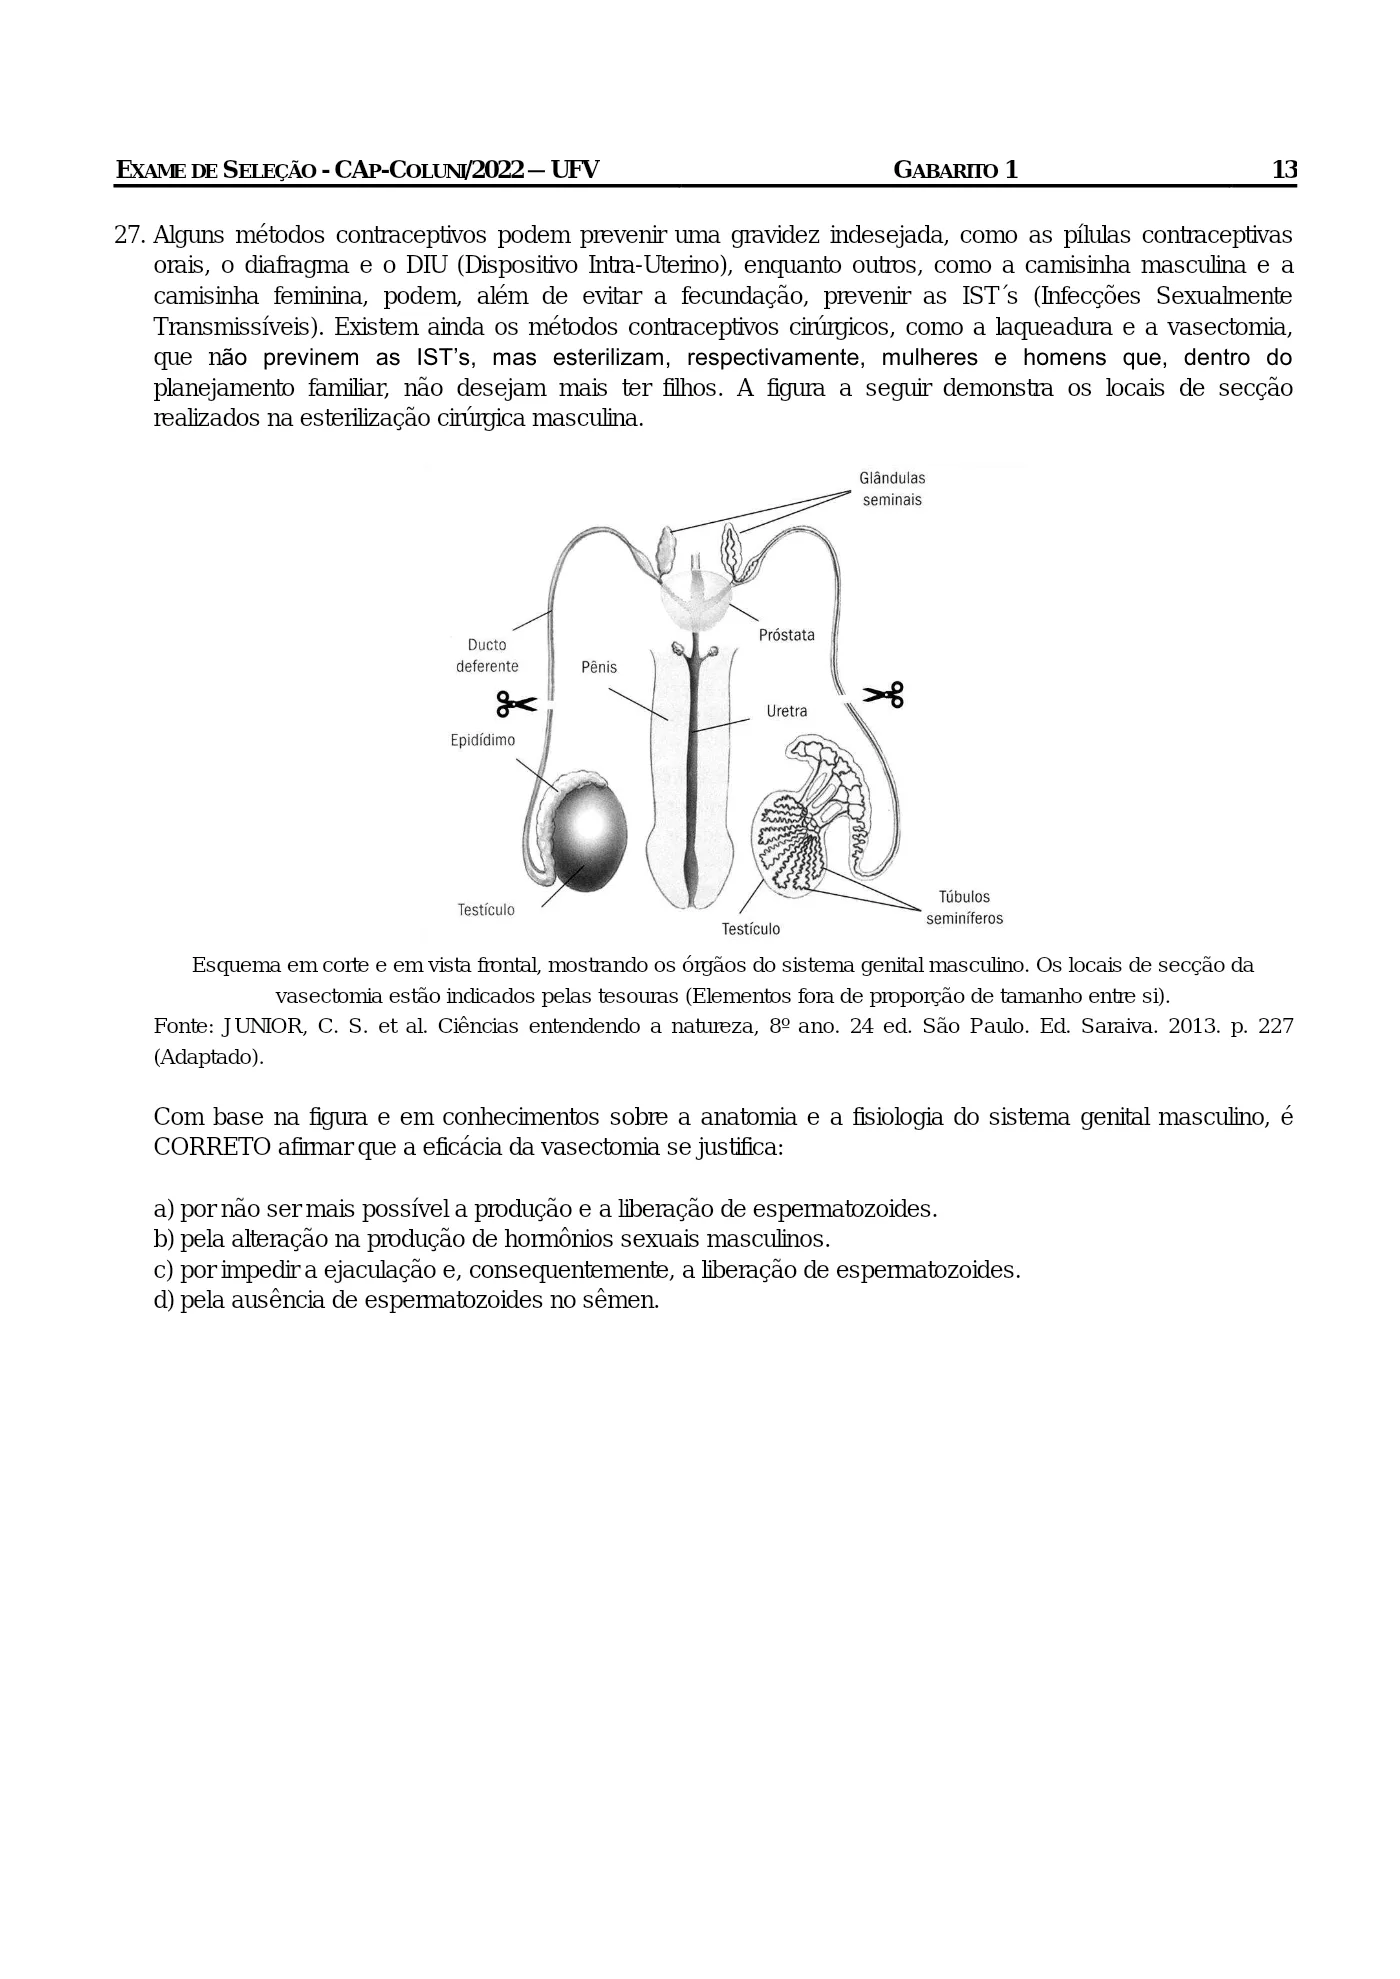 EXAME DE SELEÇÃO - CAP-COLUNI/2022 — UFV GABARITO 1 13
27. Alguns métodos contraceptivos podem prevenir uma gravidez indesejada, como as pílulas contraceptivas
orais, o diafragma e o DIU (Dispositivo Intra-Uterino), enquanto outros, como a camisinha masculina e a
camisinha feminina, podem, além de evitar a fecundação, prevenir as IST´s (Infecções Sexualmente
Transmissíveis). Existem ainda os métodos contraceptivos cirúrgicos, como a laqueadura e a vasectomia,
que não previnem as IST’s, mas esterilizam, respectivamente, mulheres e homens que, dentro do
planejamento familiar, não desejam mais ter filhos. A figura a seguir demonstra os locais de secção
realizados na esterilização cirúrgica masculina.
Glândulas
seminais
Próstata
Ducto
deferente
Pênis
Uretra
Epidídimo
Testículo
Túbulos
seminíferos
Testículo
Esquema em corte e em vista frontal, mostrando os órgãos do sistema genital masculino. Os locais de secção da
vasectomia estão indicados pelas tesouras (Elementos fora de proporção de tamanho entre si).
Fonte: JUNIOR, C. S. et al. Ciências entendendo a natureza, 8º ano. 24 ed. São Paulo. Ed. Saraiva. 2013. p. 227
(Adaptado).
Com base na figura e em conhecimentos sobre a anatomia e a fisiologia do sistema genital masculino, é
CORRETO afirmar que a eficácia da vasectomia se justifica:
a) por não ser mais possível a produção e a liberação de espermatozoides.
b) pela alteração na produção de hormônios sexuais masculinos.
c) por impedir a ejaculação e, consequentemente, a liberação de espermatozoides.
d) pela ausência de espermatozoides no sêmen.